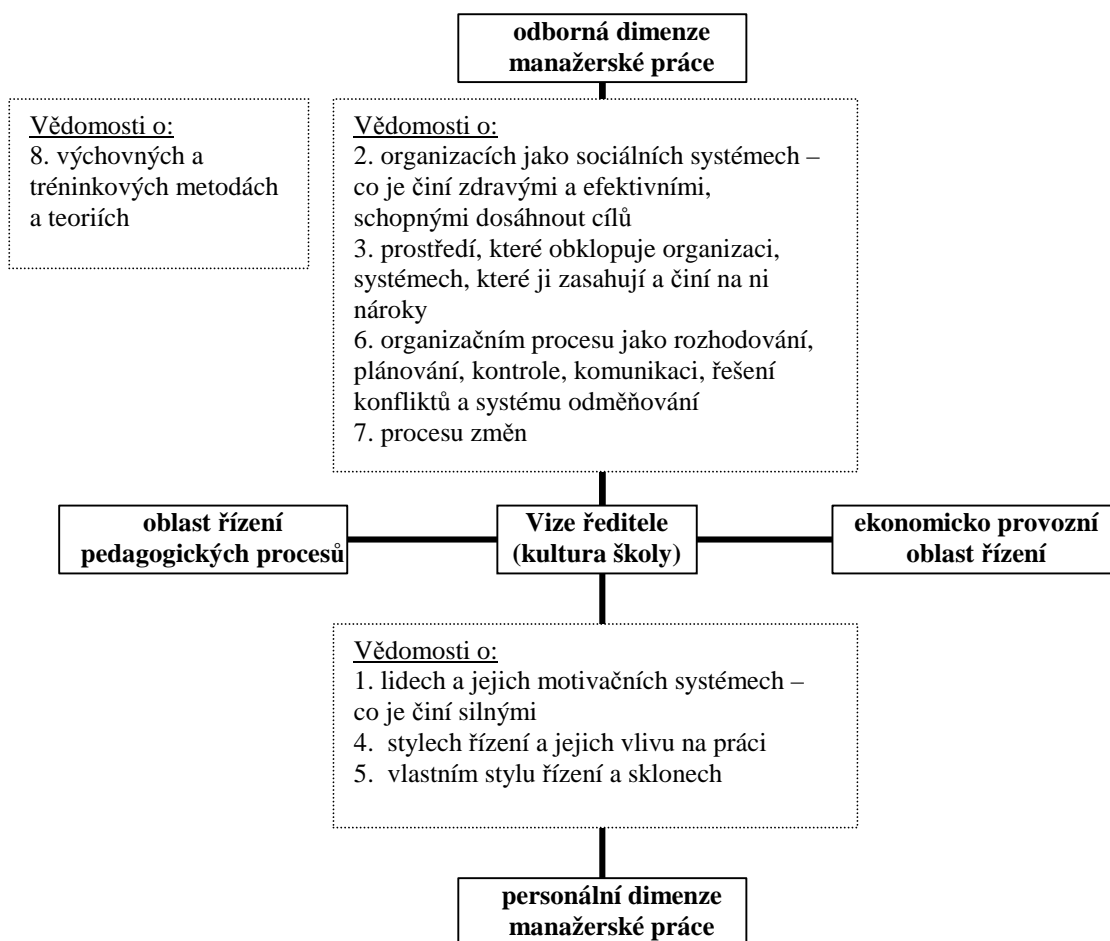 odborná dimenze
manažerské práce
Vědomosti o:
8. výchovných a
tréninkových metodách
a teoriích
Vědomosti o:
2. organizacích jako sociálních systémech –
co je činí zdravými a efektivními,
schopnými dosáhnout cílů
3. prostředí, které obklopuje organizaci,
systémech, které ji zasahují a činí na ni
nároky
6. organizačním procesu jako rozhodování,
plánování, kontrole, komunikaci, řešení
konfliktů a systému odměňování
7. procesu změn
oblast řízení
pedagogických procesů
Vize ředitele
(kultura školy)
ekonomicko provozní
oblast řízení
Vědomosti o:
1. lidech a jejich motivačních systémech –
co je činí silnými
4.  stylech řízení a jejich vlivu na práci
5.  vlastním stylu řízení a sklonech
personální dimenze
manažerské práce